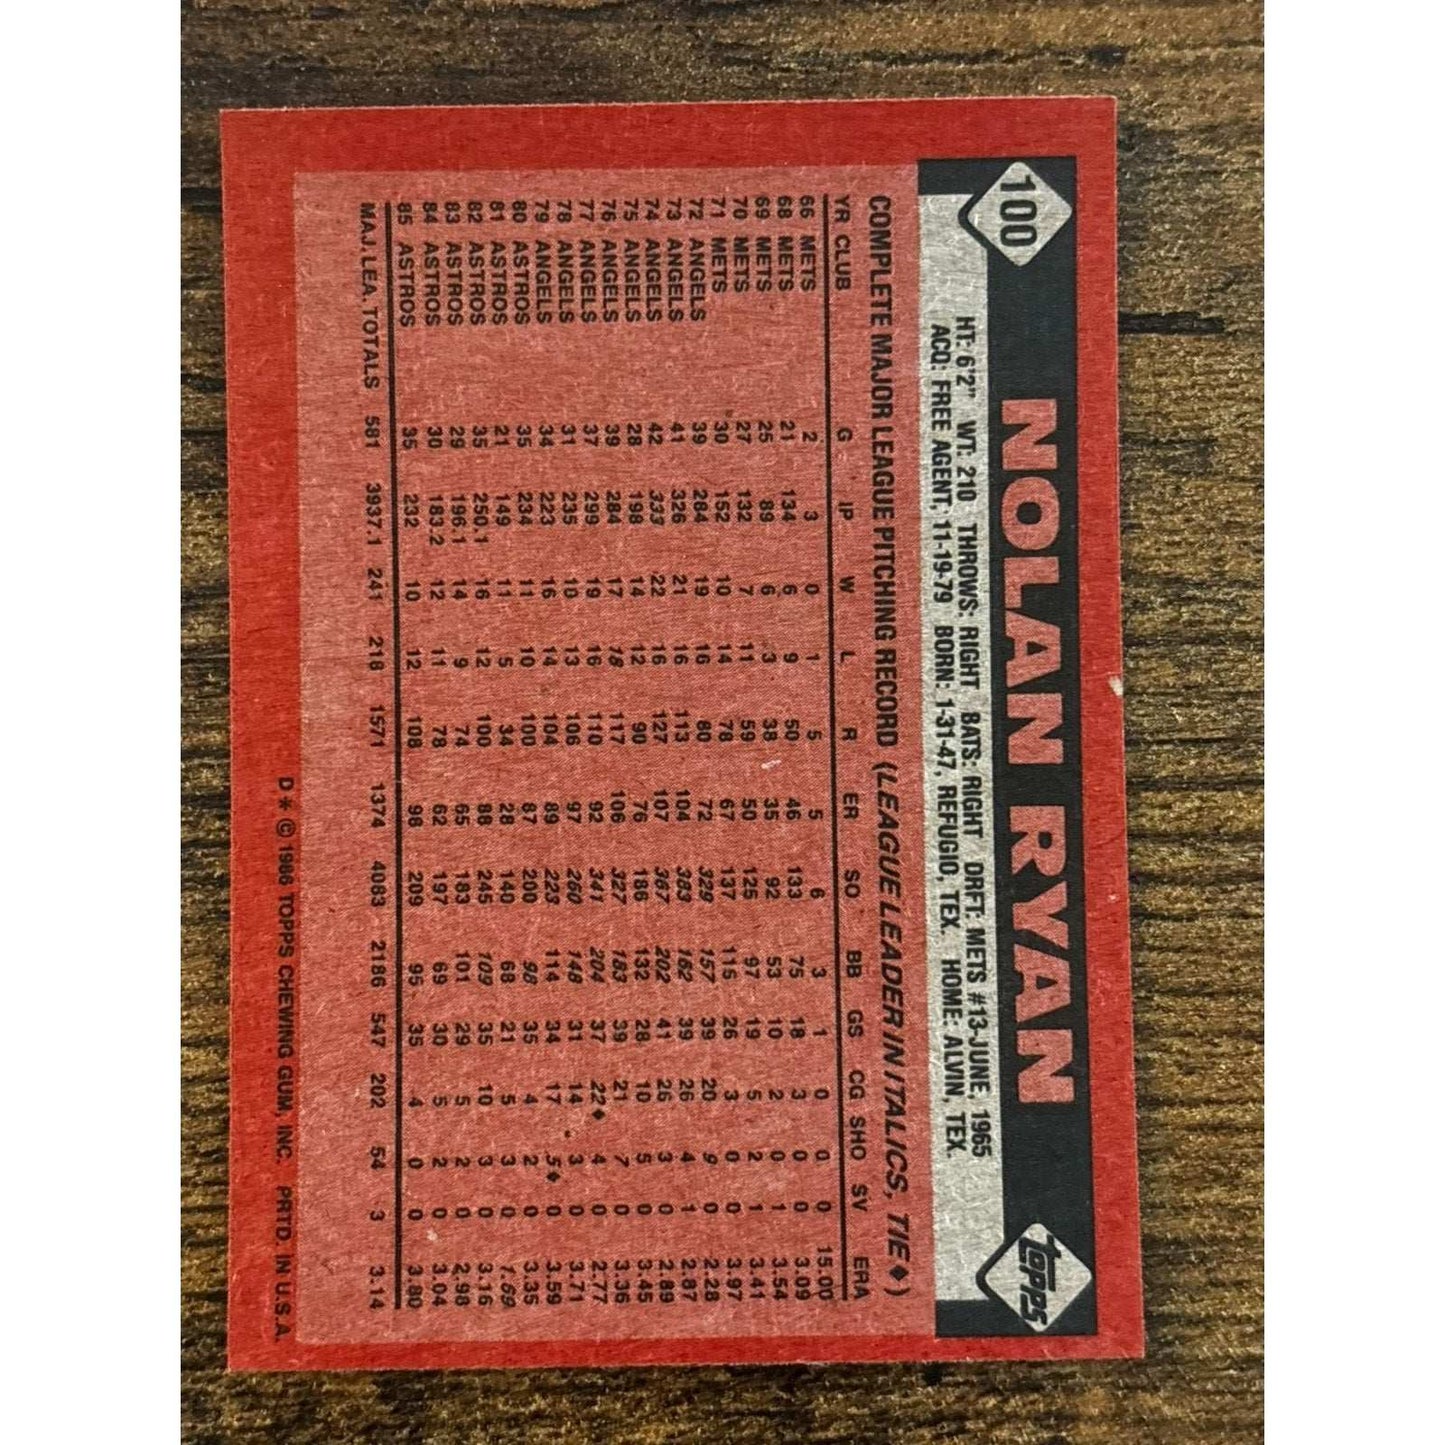 100
NOLAN RYAN
topps
HT: 6'2" WT: 210 THROWS: RIGHT BATS: RIGHT DRFT: METS #13-JUNE, 1965
ACQ: FREE AGENT, 11-19-79 BORN: 1-31-47, REFUGIO, TEX. HOME: ALVIN, TEX.
COMPLETE MAJOR LEAGUE PITCHING RECORD (LEAGUE LEADER IN ITALICS, TIE♦)
YR CLUB G IP W L R ER SO BB GS CG SHO SV ERA
66 METS 2 3 0 1 5 5 6 3 1 0 0 0 15.00
68 METS 21 134 6 9 50 46 133 75 18 3 0 0 3.09
69 METS 25 89 6 3 38 35 92 53 10 2 0 1 3.54
70 METS 27 132 7 11 59 50 125 97 19 5 2 1 3.41
71 METS 30 152 10 14 78 67 137 116 26 3 0 0 3.97
72 ANGELS 39 284 19 16 80 72 329 157 39 20 9 0 2.28
73 ANGELS 41 326 21 16 113 104 383 162 39 26 4 1 2.87
74 ANGELS 42 333 22 16 127 107 367 202 41 26 3 0 2.89
75 ANGELS 28 198 14 12 90 76 186 132 28 10 5 0 3.45
76 ANGELS 39 284 17 18 117 106 327 183 39 21 7 0 3.36
77 ANGELS 37 299 19 16 110 92 341 204 37 22♦ 4 0 2.77
78 ANGELS 31 235 10 13 106 97 260 148 31 14 3 0 3.71
79 ANGELS 34 223 16 14 104 89 223 114 34 17 5♦ 0 3.59
80 ASTROS 35 234 11 10 100 87 200 98 35 4 2 0 3.35
81 ASTROS 21 149 11 5 34 28 140 68 21 5 3 0 1.69
82 ASTROS 35 250.1 16 12 100 88 245 109 35 10 3 0 3.16
83 ASTROS 29 196.1 14 9 74 65 183 101 29 5 2 0 2.98
84 ASTROS 30 183.2 12 11 78 62 197 69 30 5 2 0 3.04
85 ASTROS 35 232 10 12 108 98 209 95 35 4 0 0 3.80
MAJ. LEA. TOTALS 581 3937.1 241 218 1571 1374 4083 2186 547 202 54 3 3.14
D * © 1986 TOPPS CHEWING GUM, INC. PRTD. IN U.S.A.